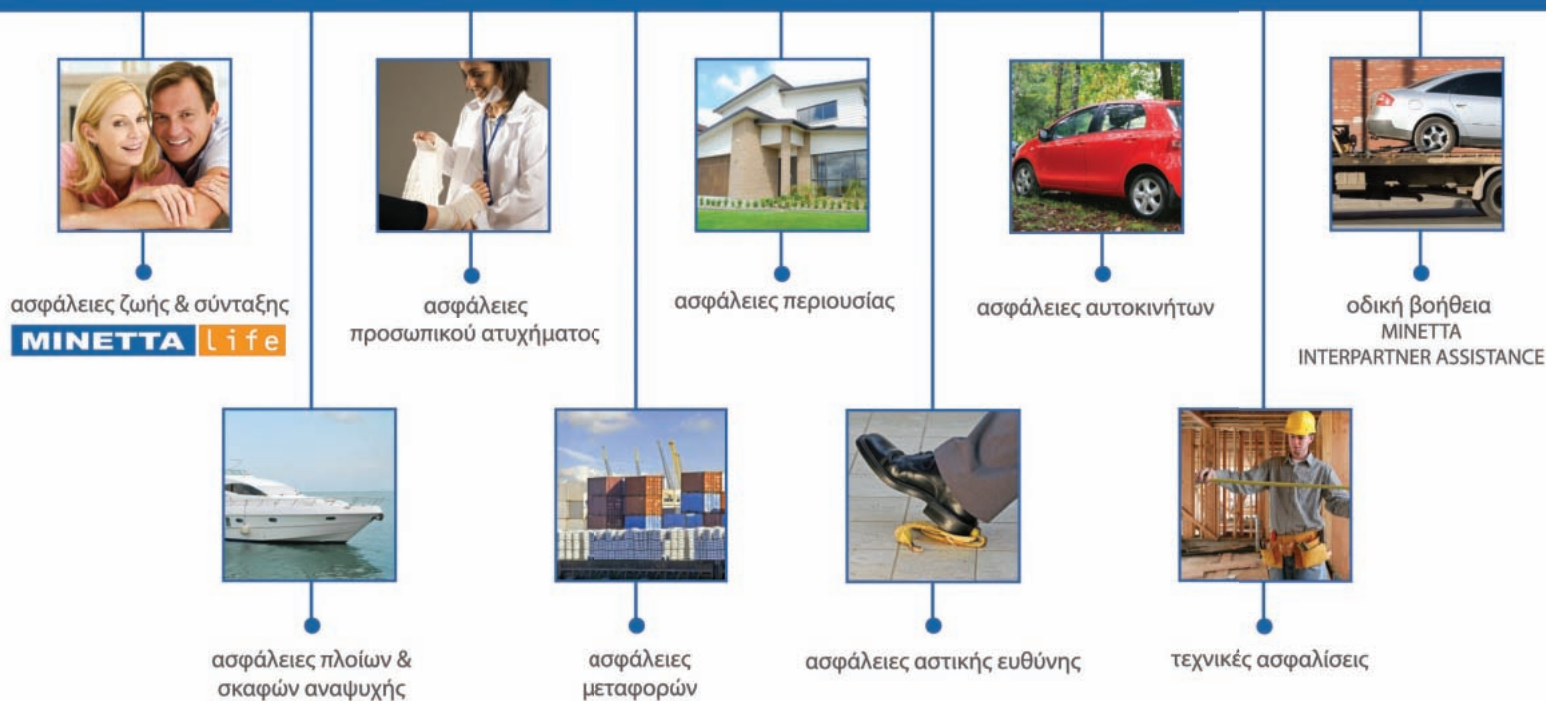 ασφάλειες ζωής & σύνταξης
MINETTA life
ασφάλειες
προσωπικού ατυχήματος
ασφάλειες περιουσίας
ασφάλειες αυτοκινήτων
οδική βοήθεια
MINETTA
INTERPARTNER ASSISTANCE
ασφάλειες πλοίων &
σκαφών αναψυχής
ασφάλειες
μεταφορών
ασφάλειες αστικής ευθύνης
τεχνικές ασφαλίσεις